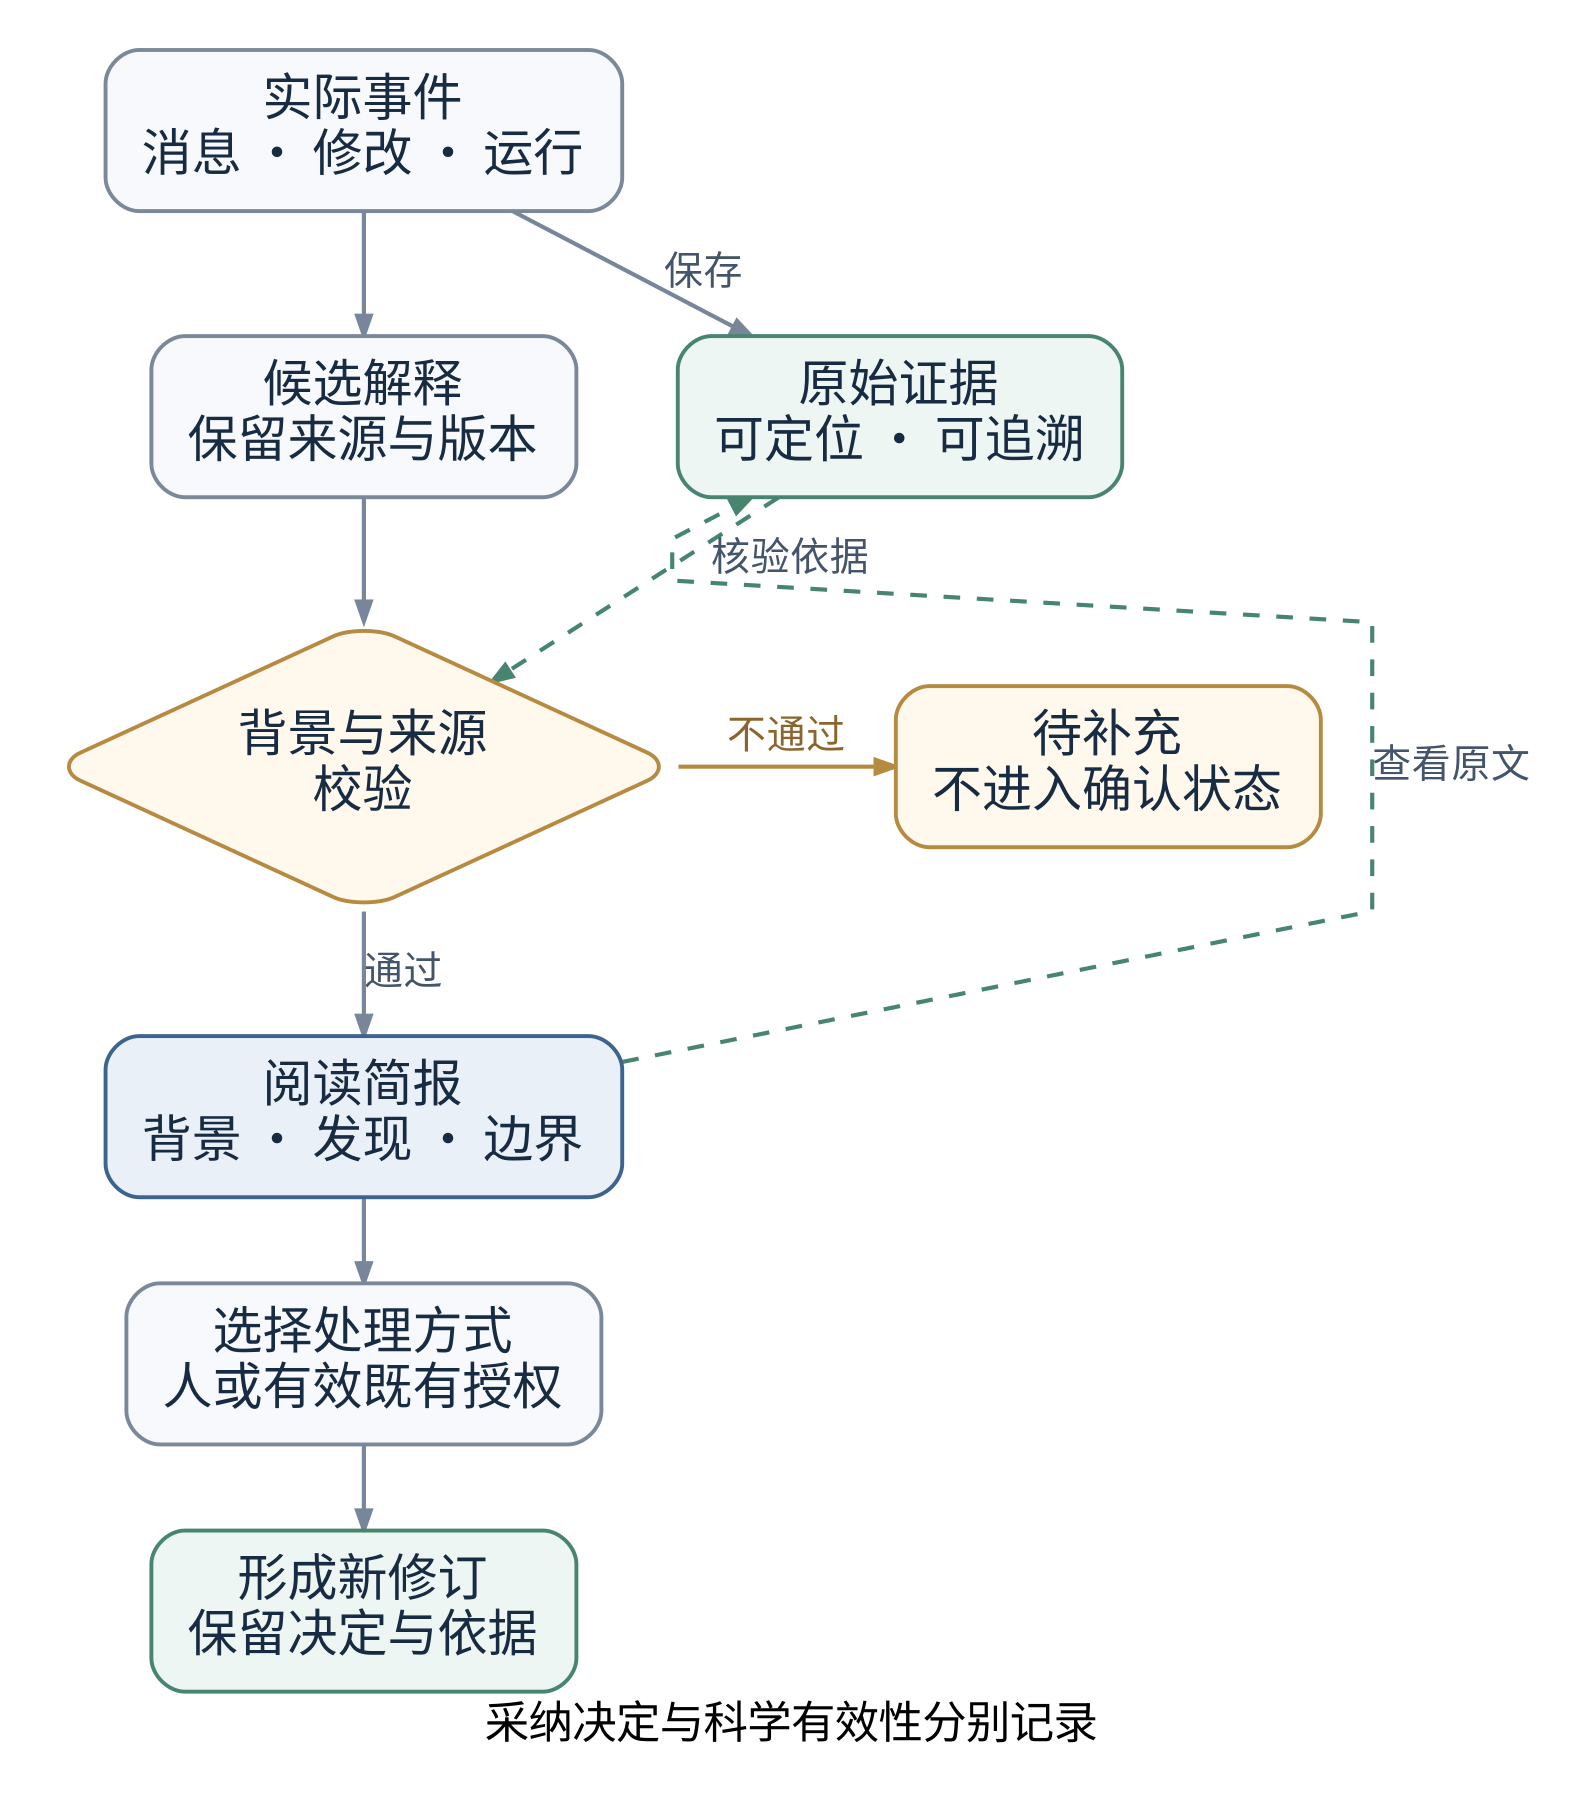 实际事件
消息 · 修改 · 运行
保存
候选解释
保留来源与版本
原始证据
可定位 · 可追溯
核验依据
背景与来源
校验
不通过
待补充
不进入确认状态
查看原文
通过
阅读简报
背景 · 发现 · 边界
选择处理方式
人或有效既有授权
形成新修订
保留决定与依据
采纳决定与科学有效性分别记录